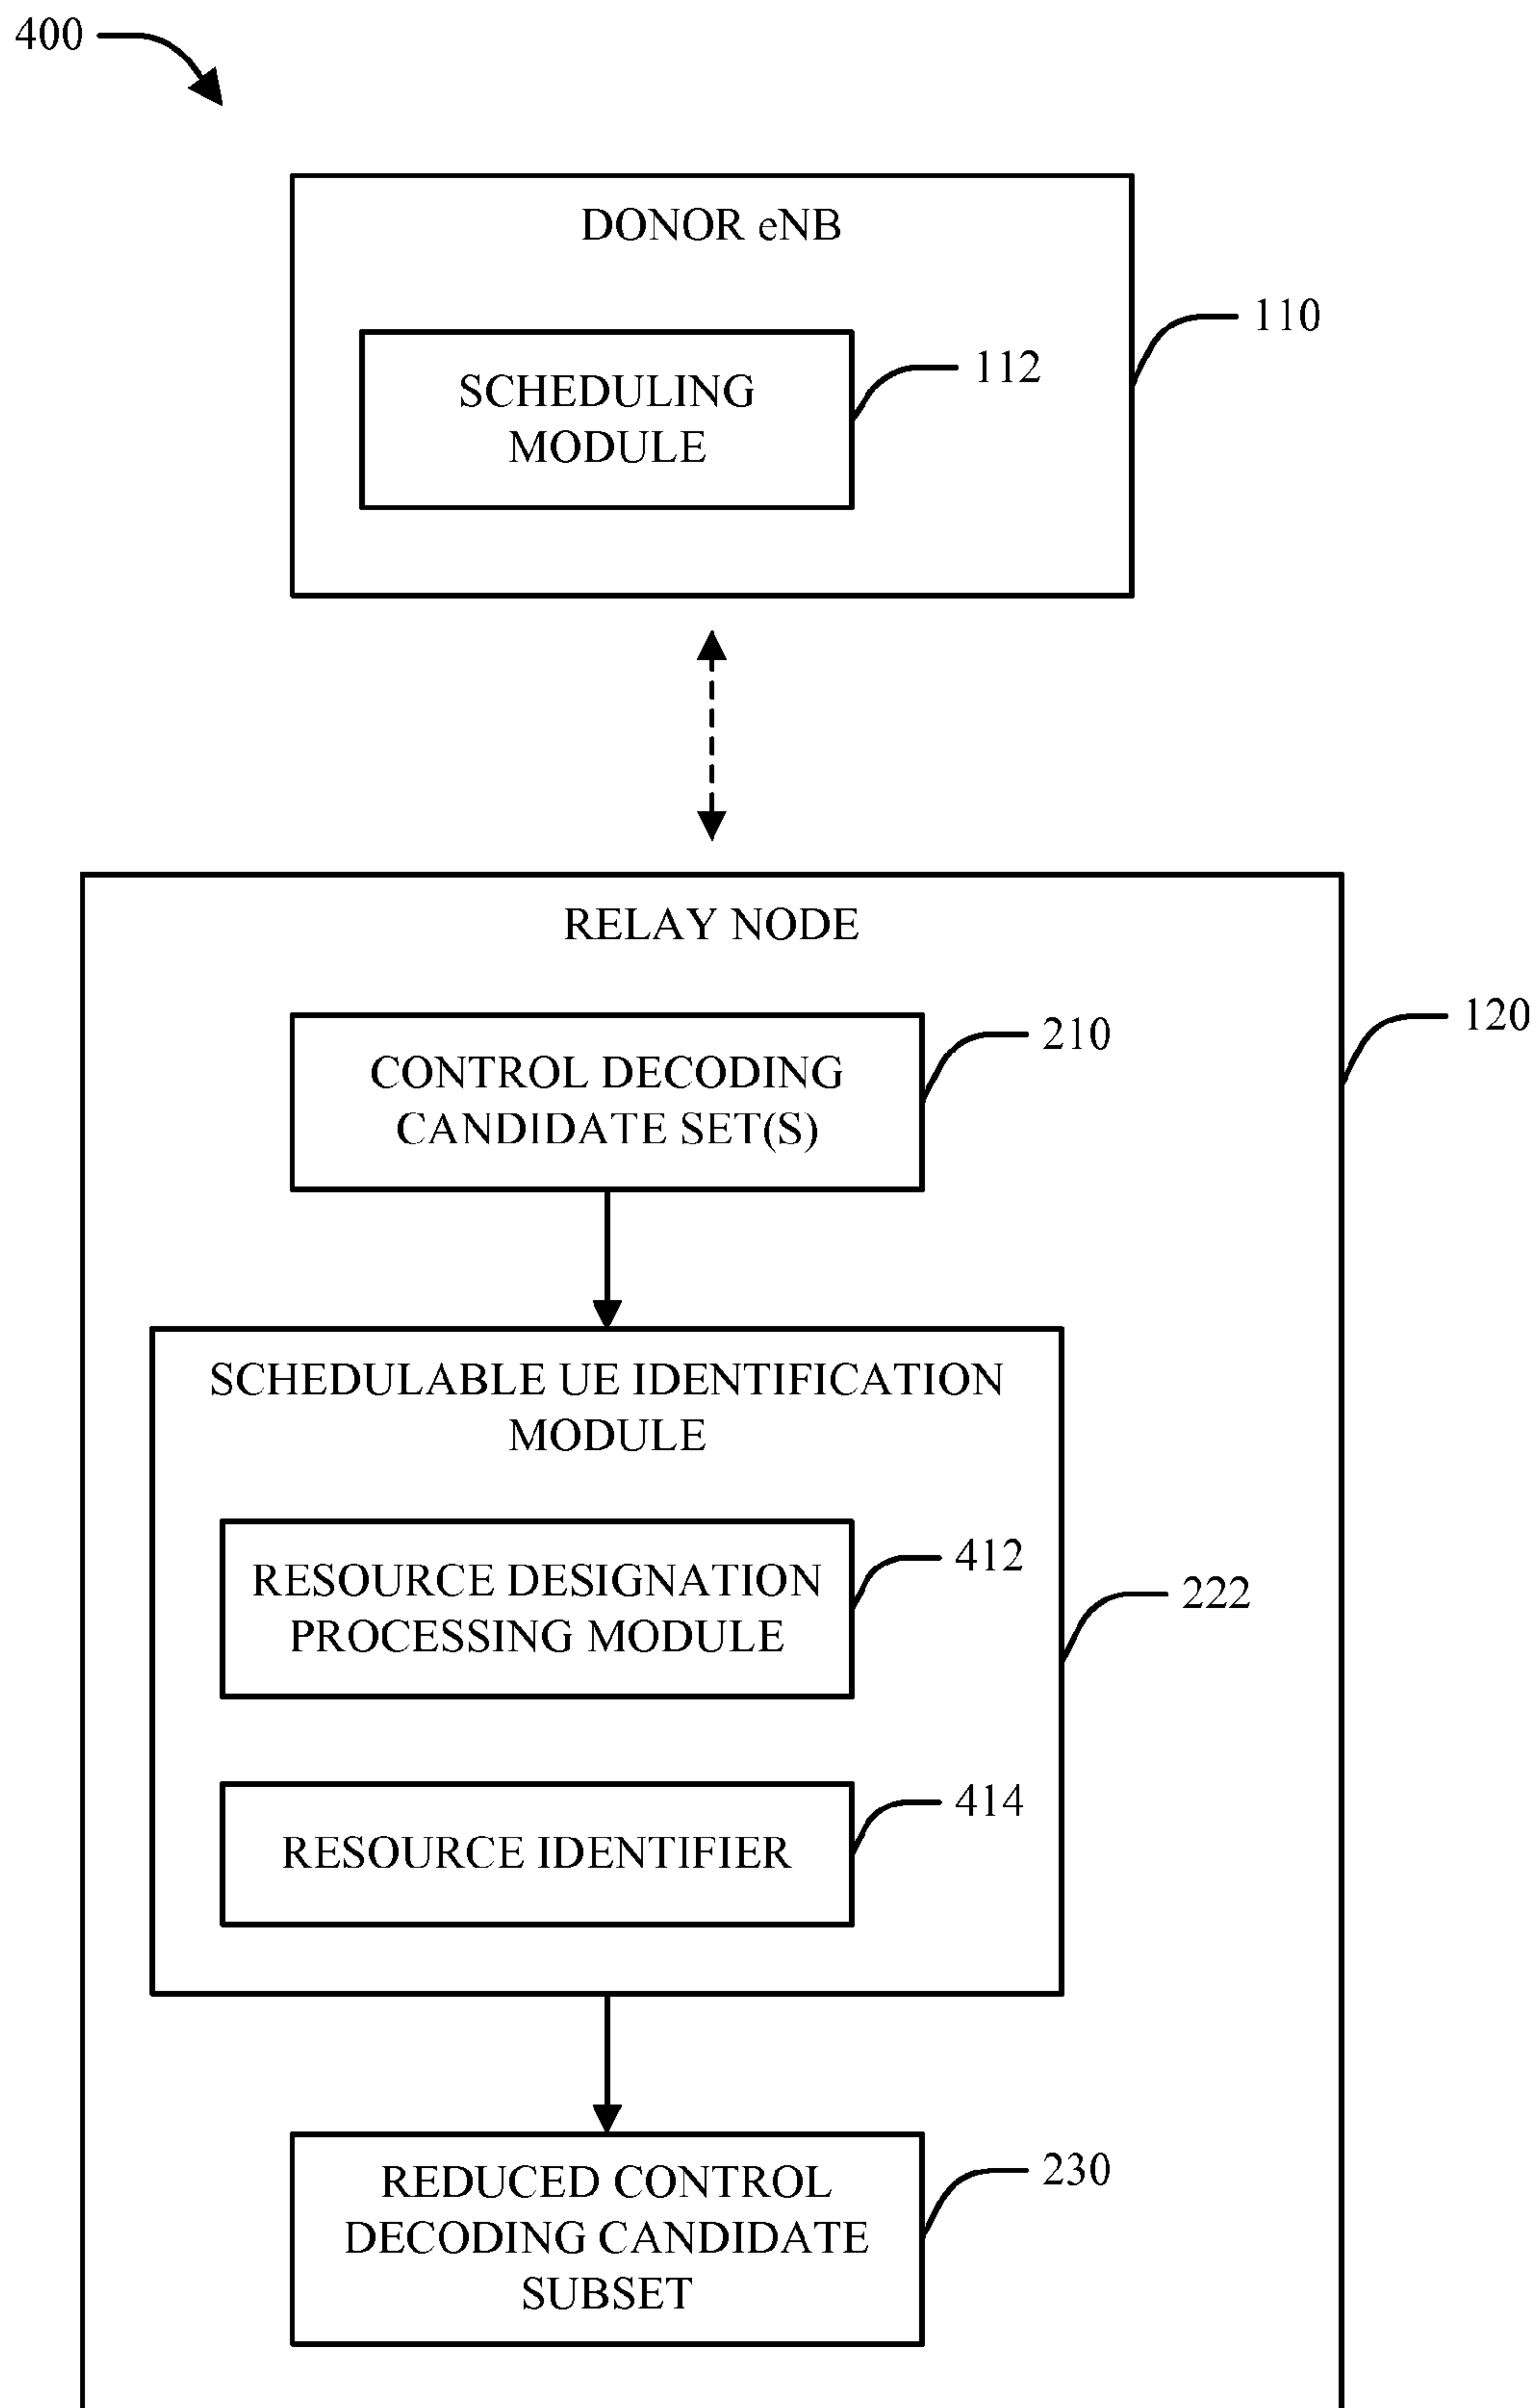 400
DONOR eNB
110
SCHEDULING
MODULE
112
RELAY NODE
120
CONTROL DECODING
CANDIDATE SET(S)
210
SCHEDULABLE UE IDENTIFICATION
MODULE
222
RESOURCE DESIGNATION
PROCESSING MODULE
412
RESOURCE IDENTIFIER
414
REDUCED CONTROL
DECODING CANDIDATE
SUBSET
230